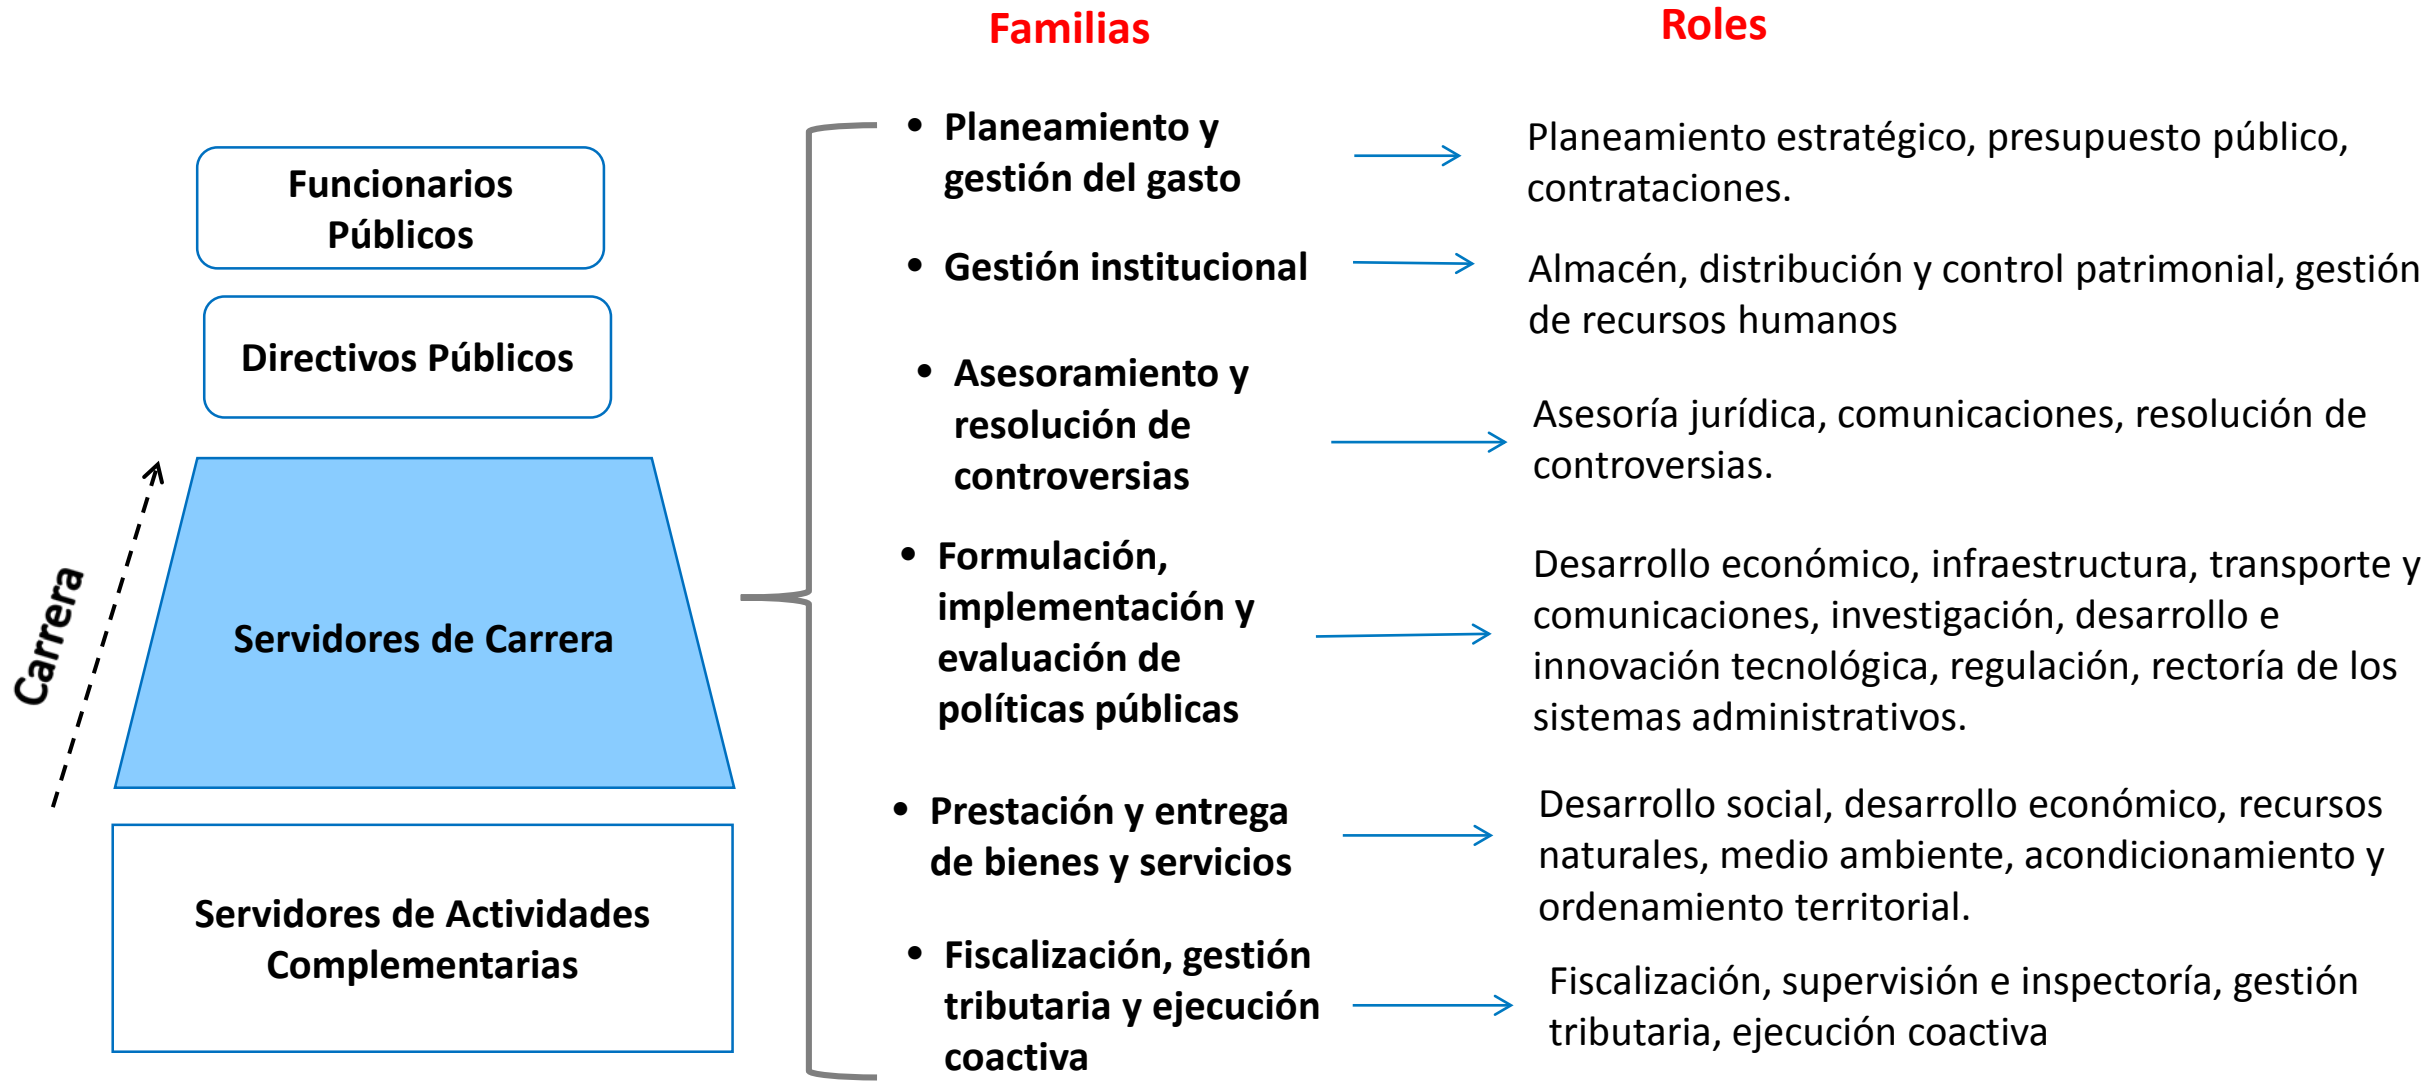 Familias
Roles
Funcionarios
Públicos
Directivos Públicos
Carrera
Servidores de Carrera
Servidores de Actividades
Complementarias
• Planeamiento y
gestión del gasto
Planeamiento estratégico, presupuesto público,
contrataciones.
• Gestión institucional
Almacén, distribución y control patrimonial, gestión
de recursos humanos
• Asesoramiento y
resolución de
controversias
Asesoría jurídica, comunicaciones, resolución de
controversias.
• Formulación,
implementación y
evaluación de
políticas públicas
Desarrollo económico, infraestructura, transporte y
comunicaciones, investigación, desarrollo e
innovación tecnológica, regulación, rectoría de los
sistemas administrativos.
• Prestación y entrega
de bienes y servicios
Desarrollo social, desarrollo económico, recursos
naturales, medio ambiente, acondicionamiento y
ordenamiento territorial.
• Fiscalización, gestión
tributaria y ejecución
coactiva
Fiscalización, supervisión e inspectoría, gestión
tributaria, ejecución coactiva